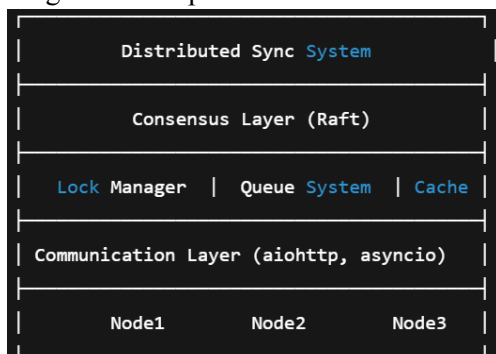 Distributed Sync System
Consensus Layer (Raft)
Lock Manager | Queue System | Cache
Communication Layer (aiohttp, asyncio)
Node1 Node2 Node3